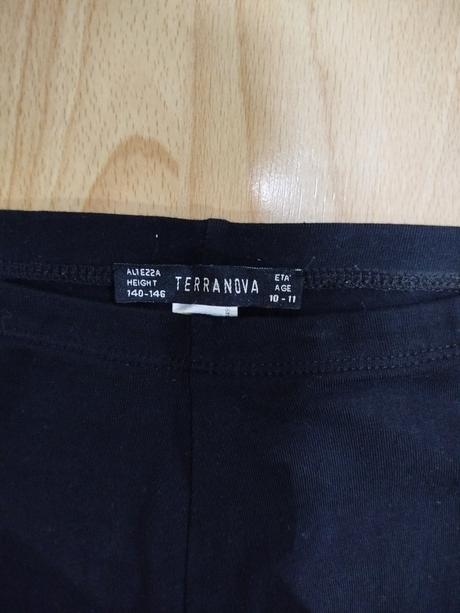 ALTEZZA
HEIGHT
140-146
TERRANOVA
ETA'
AGE
10-11